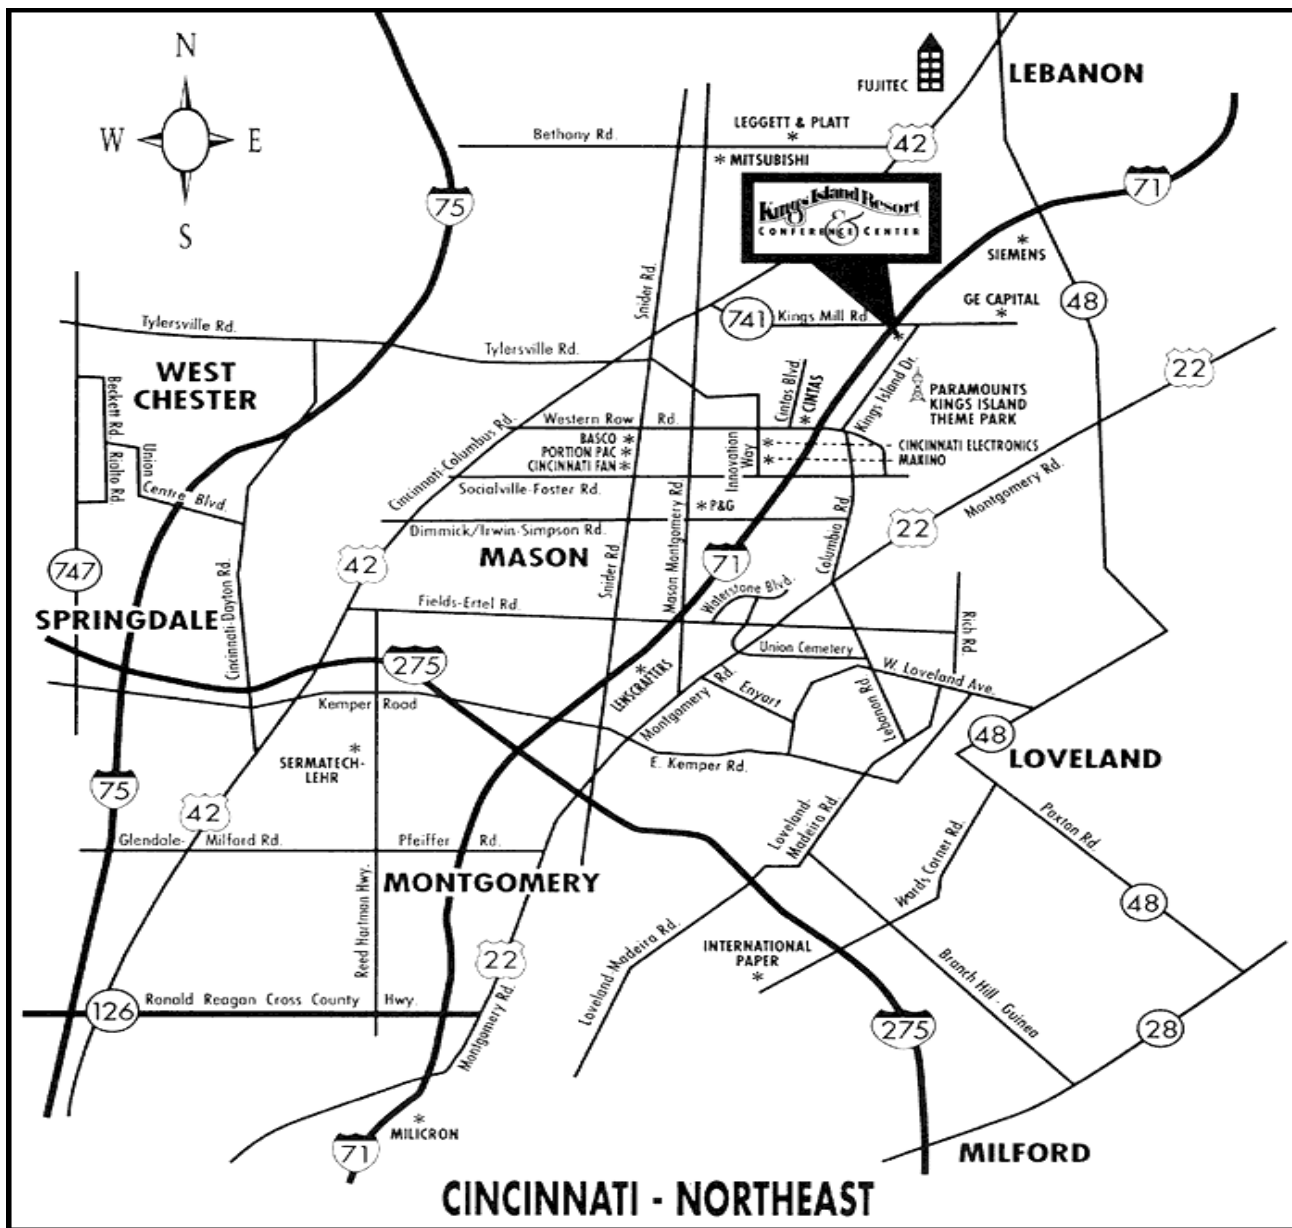 N
W E
S
FUJITEC
LEBANON
LEGGETT & PLATT
Bethany Rd.
42
MITSUBISHI
71
75
Kings Island Resort
&
CONFERENCE CENTER
SIEMENS
Snider Rd.
GE CAPITAL
48
741
Kings Mill Rd
Tylersville Rd.
Tylersville Rd.
22
WEST
CHESTER
Beckett Rd
Rialto Rd.
Union
Centre Blvd.
Cintas Blvd
CINTAS
Kings Island Dr.
PARAMOUNTS
KINGS ISLAND
THEME PARK
Cincinnati-Columbus Rd.
Western Row Rd.
BASCO
PORTION PAC
CINCINNATI FAN
Innovation
Way
CINCINNATI ELECTRONICS
MAKINO
Montgomery Rd.
Socialville-Foster Rd.
P&G
22
Dimmick/Irwin-Simpson Rd.
MASON
Mason Montgomery Rd
Columbia Rd.
Snider Rd
42
71
747
Waterstone Blvd.
Fields-Ertel Rd.
SPRINGDALE
Cincinnati-Dayton Rd.
Rich Rd.
Union Cemetery
275
LENSCRAFTERS
W. Loveland Ave.
Montgomery Rd.
Enyart
Lebanon Rd
Kemper Road
48
LOVELAND
SERMATECH-
LEHR
E. Kemper Rd.
75
42
Loveland-
Madeira Rd.
Paxton Rd.
Wards Corner Rd.
Glendale- Milford Rd.
Pfeiffer Rd.
MONTGOMERY
Reed Hartman Hwy.
48
INTERNATIONAL
PAPER
22
Loveland-Madeira Rd.
Branch Hill - Guinea
126
Ronald Reagan Cross County Hwy.
Montgomery Rd.
275
28
MILICRON
71
MILFORD
CINCINNATI - NORTHEAST